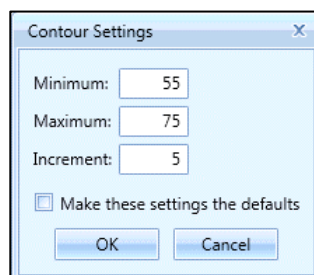 Contour Settings
Minimum: 55
Maximum: 75
Increment: 5
Make these settings the defaults
OK Cancel